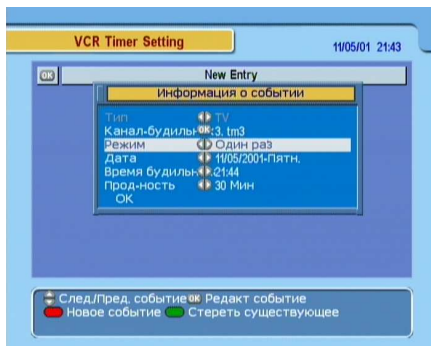 VCR Timer Setting
11/05/01 21:43
OK New Entry
Информация о событии
Тип TV
Канал-будильн OK :3. tm3
Режим Один раз
Дата 11/05/2001-Пятн.
Время будильн :21:44
Прод-ность 30 Мин
OK
След./Пред. событие OK Редакт событие
Новое событие Стереть существующее